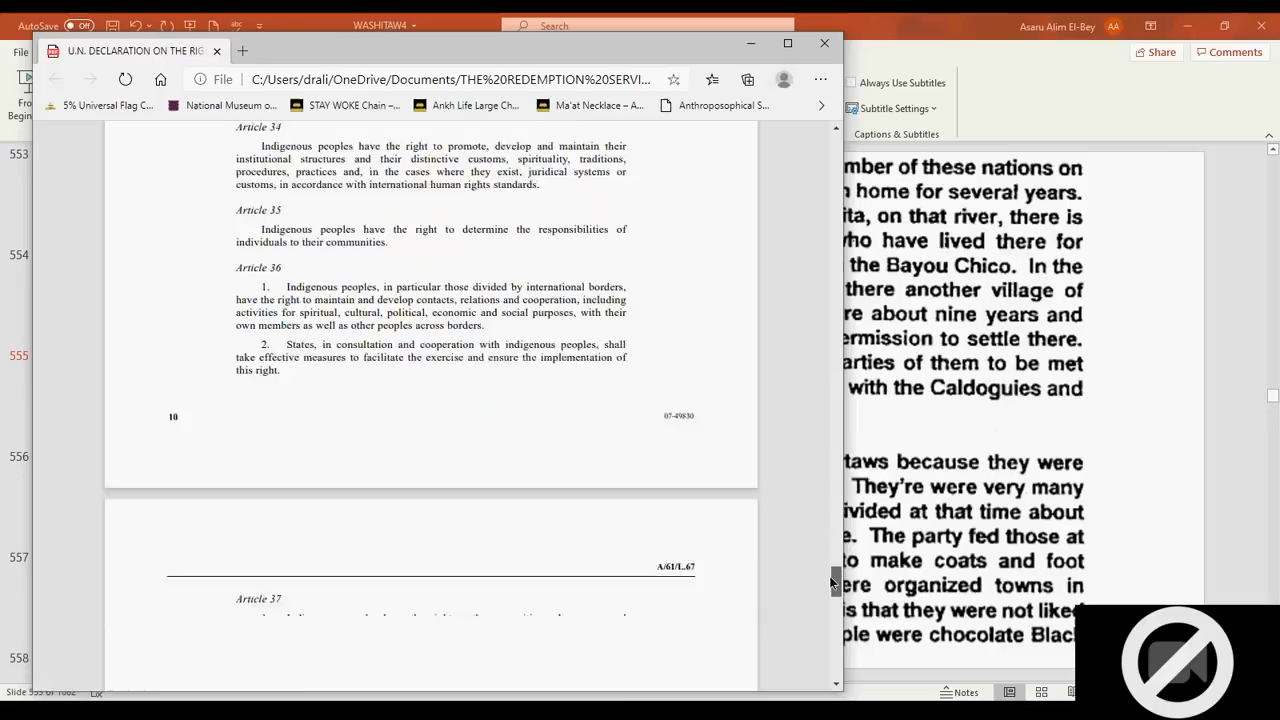 AutoSave Off
WASHITAW4
Search
Asaru Alim El-Bey
AA
File
Share
Comments
U.N. DECLARATION ON THE RIG
File C:/Users/drali/OneDrive/Documents/THE%20REDEMPTION%20SERVI...
5% Universal Flag C...
National Museum o...
STAY WOKE Chain –...
Ankh Life Large Ch...
Ma'at Necklace – A...
Anthroposophical S...
Fro
Begin
Always Use Subtitles
Subtitle Settings
Captions & Subtitles
553
554
555
556
557
558
Article 34
Indigenous peoples have the right to promote, develop and maintain their
institutional structures and their distinctive customs, spirituality, traditions,
procedures, practices and, in the cases where they exist, juridical systems or
customs, in accordance with international human rights standards.
Article 35
Indigenous peoples have the right to determine the responsibilities of
individuals to their communities.
Article 36
1. Indigenous peoples, in particular those divided by international borders,
have the right to maintain and develop contacts, relations and cooperation, including
activities for spiritual, cultural, political, economic and social purposes, with their
own members as well as other peoples across borders.
2. States, in consultation and cooperation with indigenous peoples, shall
take effective measures to facilitate the exercise and ensure the implementation of
this right.
10
07-49830
A/61/L.67
Article 37
mber of these nations on
home for several years.
ita, on that river, there is
ho have lived there for
the Bayou Chico. In the
there another village of
re about nine years and
ermission to settle there.
arties of them to be met
with the Caldoguies and
taws because they were
They're were very many
ivided at that time about
e. The party fed those at
to make coats and foot
ere organized towns in
is that they were not liked
ple were chocolate Blac
Notes